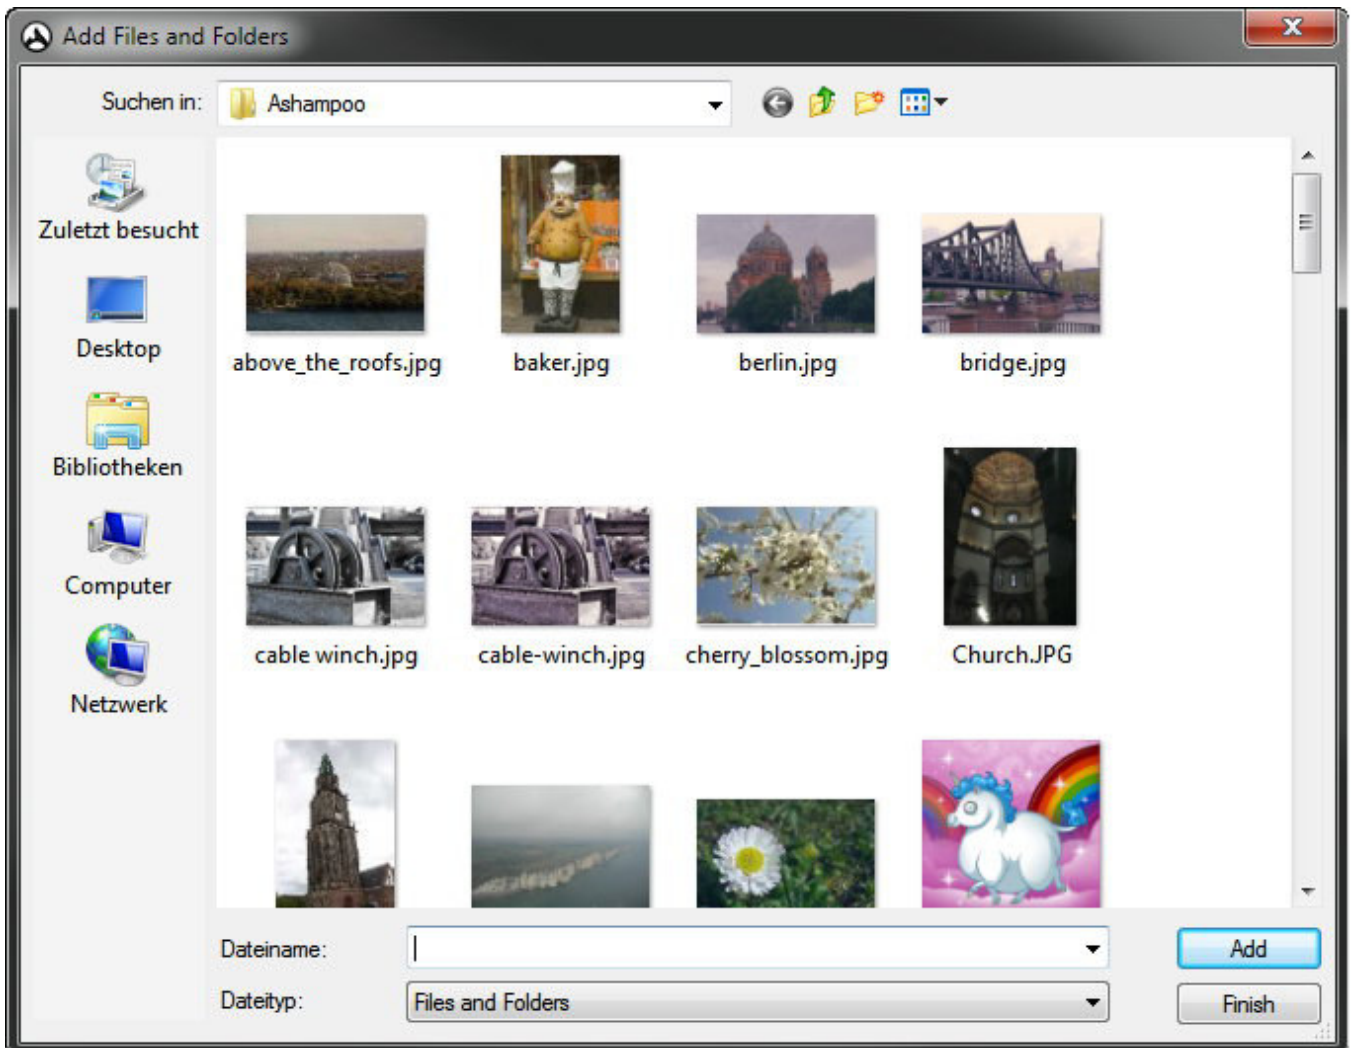 Add Files and Folders
Suchen in:
Ashampoo
Zuletzt besucht
Desktop
Bibliotheken
Computer
Netzwerk
above_the_roofs.jpg
baker.jpg
berlin.jpg
bridge.jpg
cable winch.jpg
cable-winch.jpg
cherry_blossom.jpg
Church.JPG
Dateiname:
Add
Dateityp:
Files and Folders
Finish